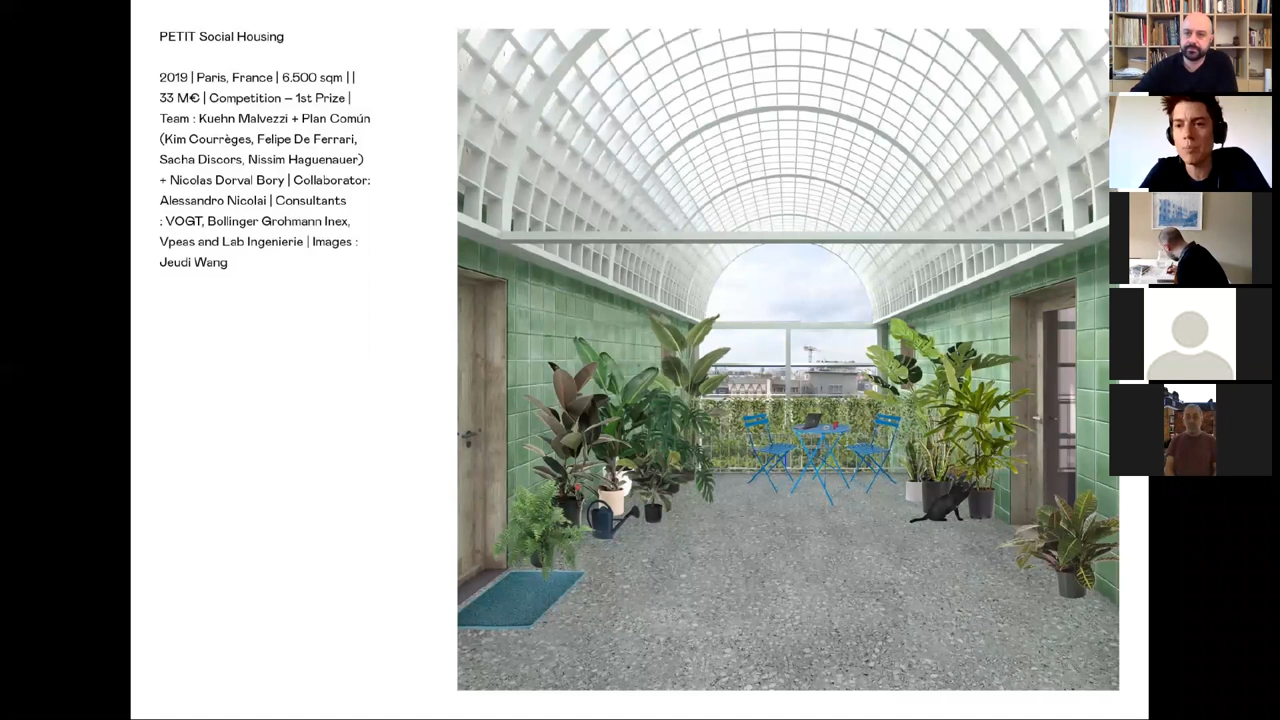 PETIT Social Housing
2019 | Paris, France | 6.500 sqm | |
33 M€ | Competition – 1st Prize |
Team : Kuehn Malvezzi + Plan Común
(Kim Courrèges, Felipe De Ferrari,
Sacha Discors, Nissim Haguenauer)
+ Nicolas Dorval Bory | Collaborator:
Alessandro Nicolai | Consultants
: VOGT, Bollinger Grohmann Inex,
Vpeas and Lab Ingenierie | Images :
Jeudi Wang